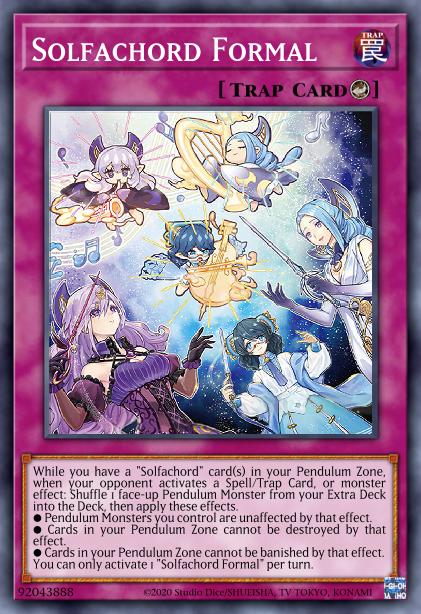 Solfachord Formal
TRAP
罠
[Trap Card]
While you have a "Solfachord" card(s) in your Pendulum Zone,
when your opponent activates a Spell/Trap Card, or monster
effect: Shuffle 1 face-up Pendulum Monster from your Extra Deck
into the Deck, then apply these effects.
● Pendulum Monsters you control are unaffected by that effect.
● Cards in your Pendulum Zone cannot be destroyed by that
effect.
● Cards in your Pendulum Zone cannot be banished by that effect.
You can only activate 1 "Solfachord Formal" per turn.
92043888
©2020 Studio Dice/SHUEISHA, TV TOKYO, KONAMI